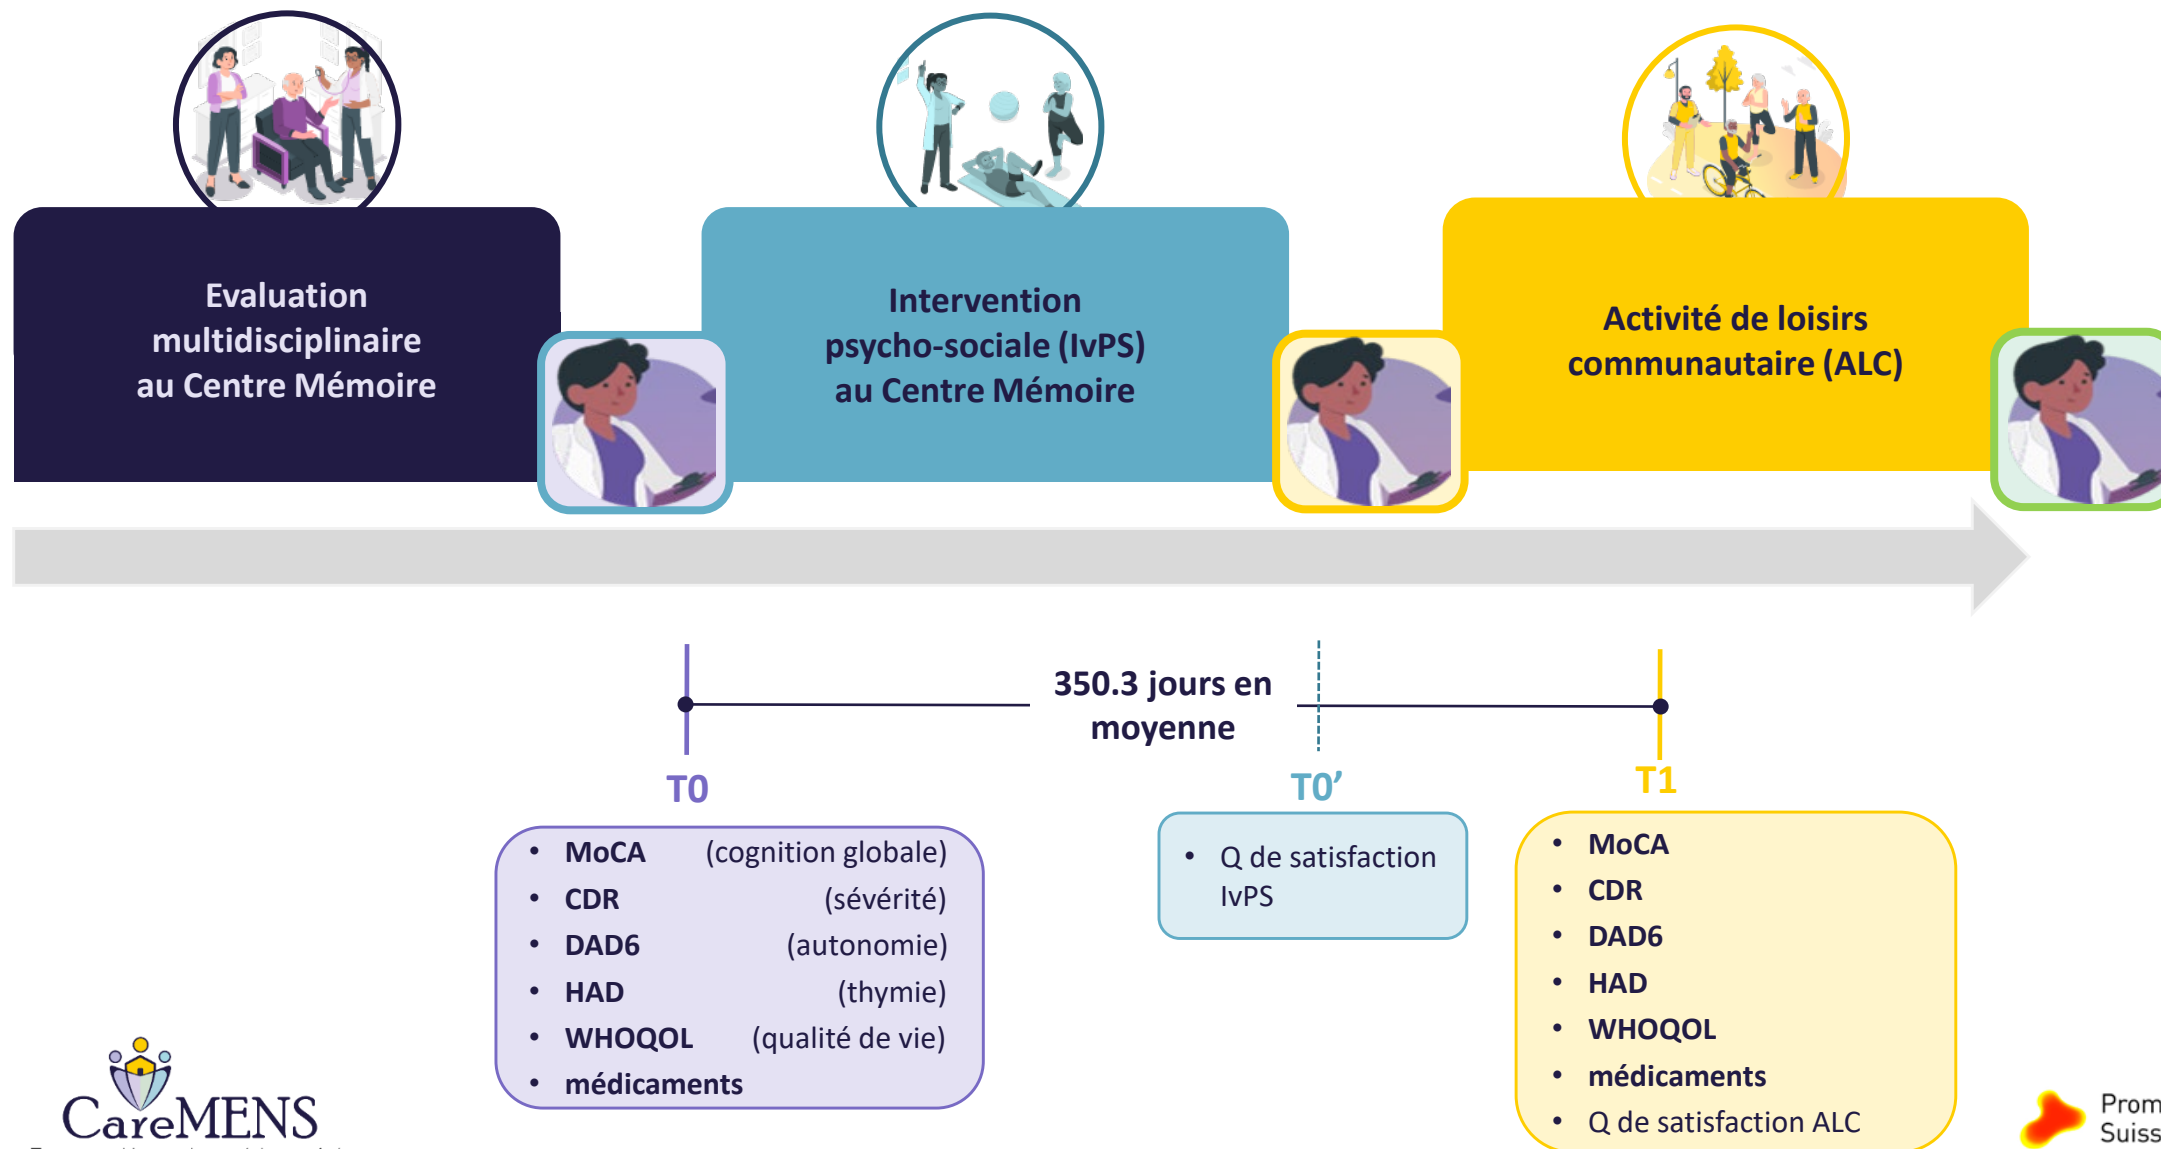 Evaluation
multidisciplinaire
au Centre Mémoire
Intervention
psycho-sociale (IvPS)
au Centre Mémoire
Activité de loisirs
communautaire (ALC)
350.3 jours en
moyenne
T0
T0’
T1
• MoCA (cognition globale)
• CDR (sévérité)
• DAD6 (autonomie)
• HAD (thymie)
• WHOQOL (qualité de vie)
• médicaments
• Q de satisfaction
IvPS
• MoCA
• CDR
• DAD6
• HAD
• WHOQOL
• médicaments
• Q de satisfaction ALC
CareMENS
Prom
Suiss